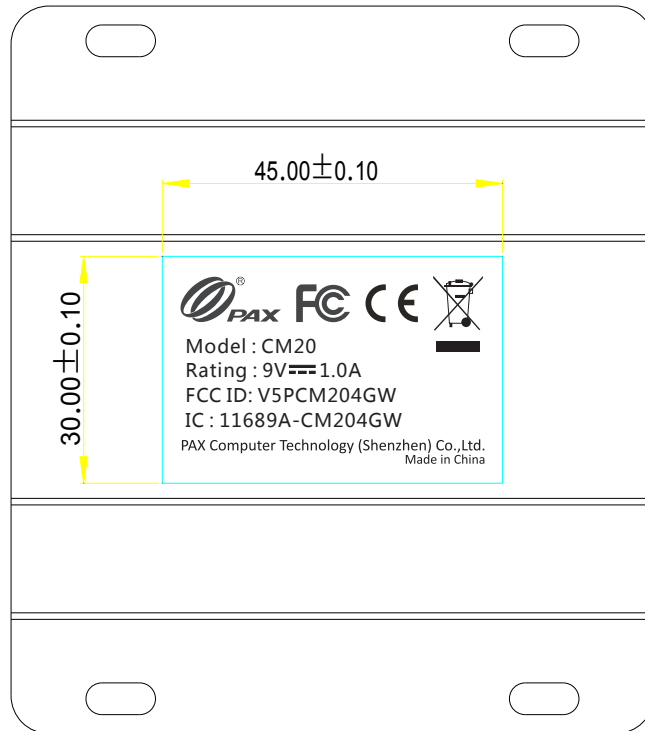 45.00±0.10
30.00±0.10
® PAX FC CE
Model : CM20
Rating : 9V⎓1.0A
FCC ID: V5PCM204GW
IC : 11689A-CM204GW
PAX Computer Technology (Shenzhen) Co.,Ltd.
Made in China